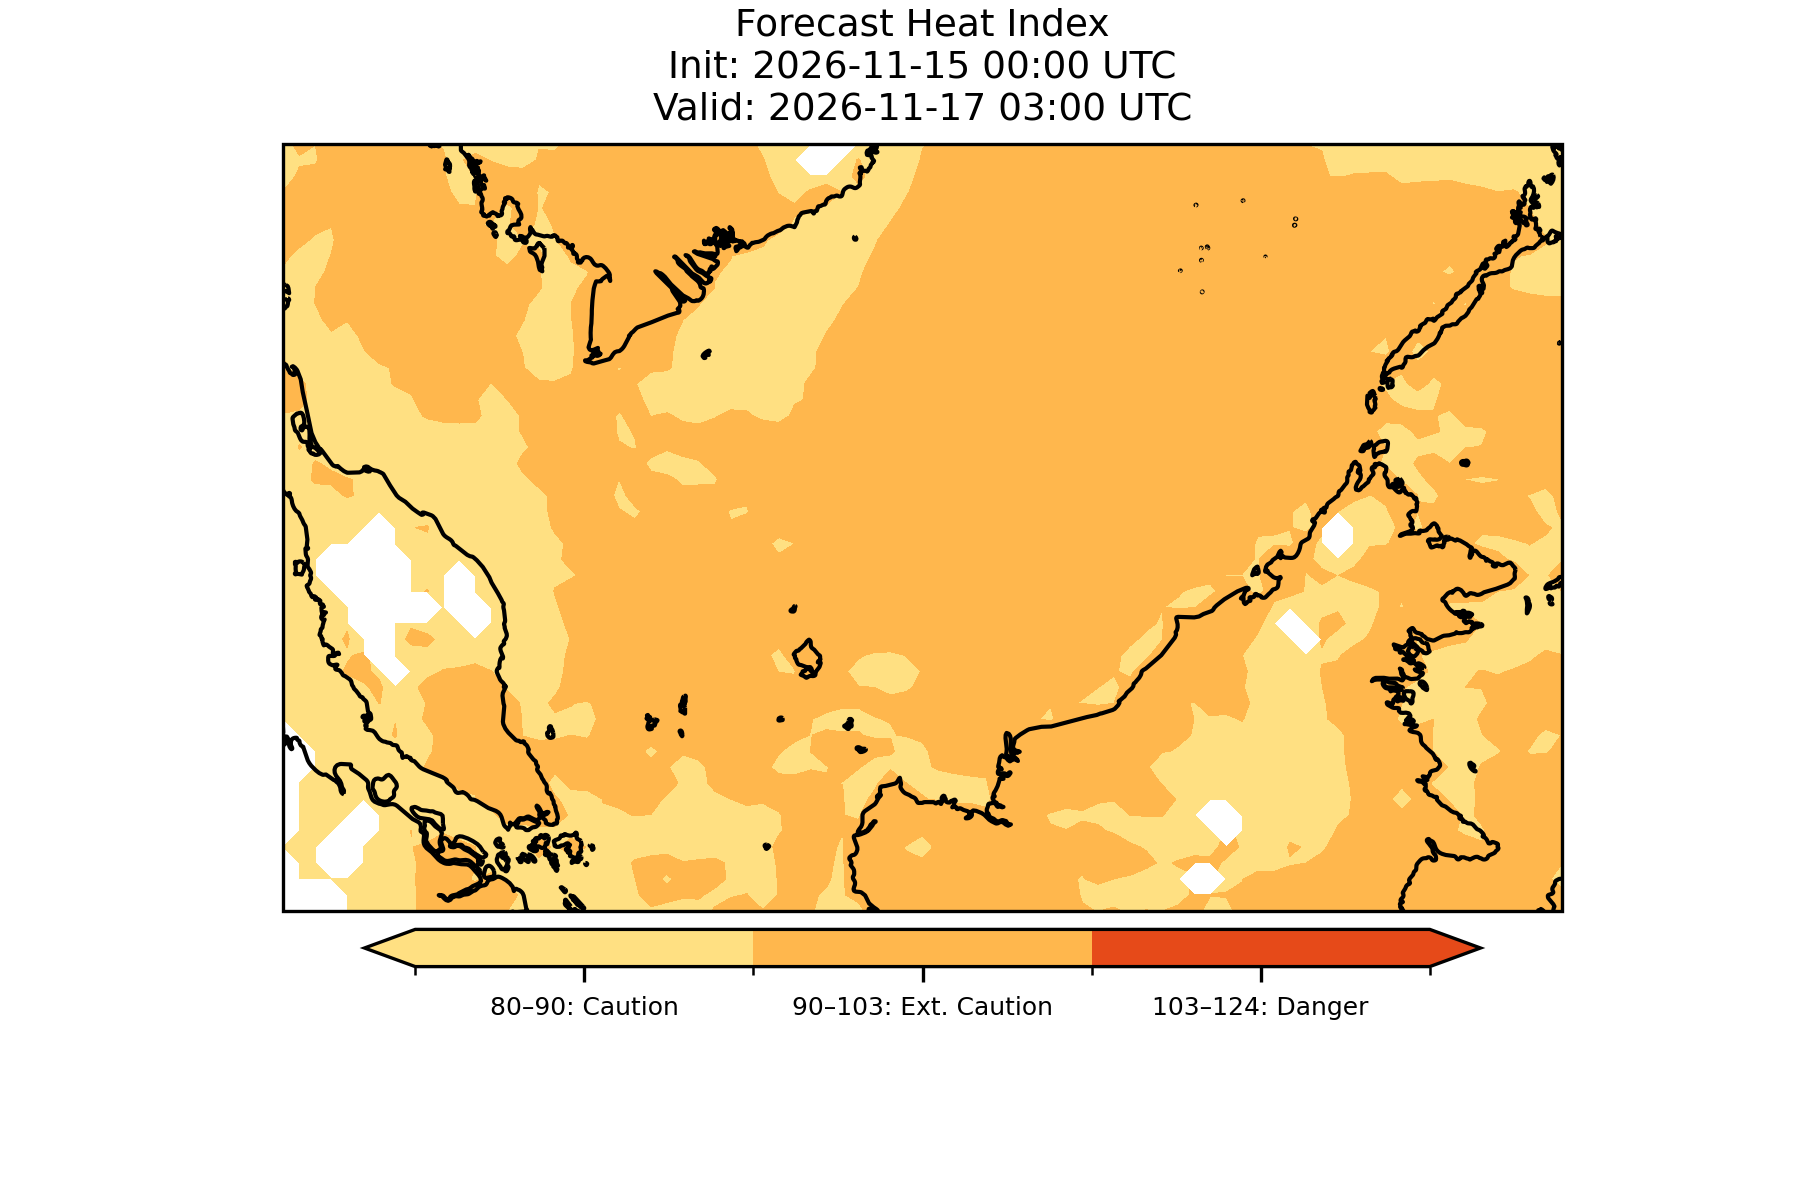 Forecast Heat Index
Init: 2026-11-15 00:00 UTC
Valid: 2026-11-17 03:00 UTC
80–90: Caution
90–103: Ext. Caution
103–124: Danger